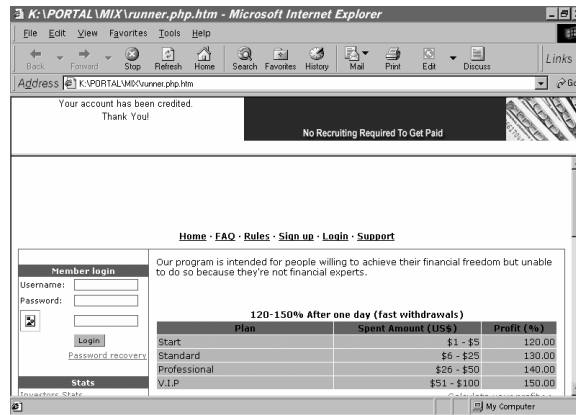 K:\PORTAL\MIX\runner.php.htm - Microsoft Internet Explorer
File Edit View Favorites Tools Help
Back Forward Stop Refresh Home Search Favorites History Mail Print Edit Discuss Links
Address K:\PORTAL\MIX\runner.php.htm Go
Your account has been credited.
Thank You!
No Recruiting Required To Get Paid
Home · FAQ · Rules · Sign up · Login · Support
Member login
Username:
Password:
Login
Password recovery
Stats
Investors Stats
Our program is intended for people willing to achieve their financial freedom but unable
to do so because they're not financial experts.
120-150% After one day (fast withdrawals)
Plan Spent Amount (US$) Profit (%)
Start $1 - $5 120.00
Standard $6 - $25 130.00
Professional $26 - $50 140.00
V.I.P $51 - $100 150.00
My Computer